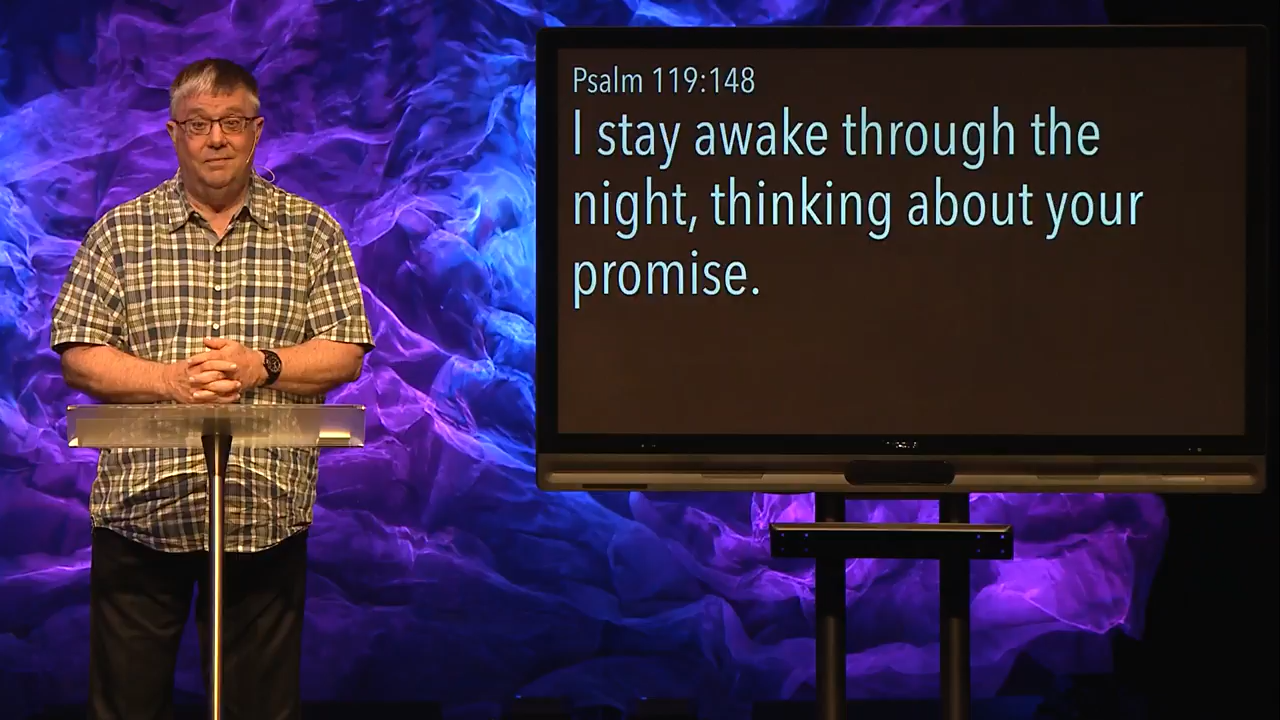 Psalm 119:148
I stay awake through the
night, thinking about your
promise.